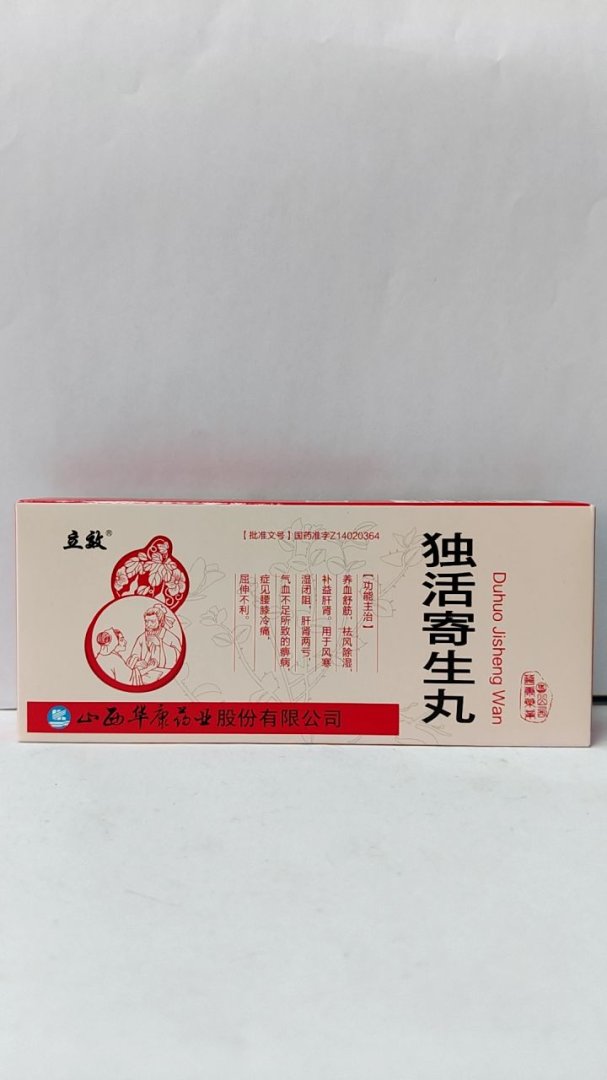 立效®
【批准文号】国药准字Z14020364
独活寄生丸
Duhuo Jisheng Wan
【功能主治】
养血舒筋，祛风除湿，
补益肝肾。用于风寒
湿闭阻，肝肾两亏，
气血不足所致的痹病，
症见腰膝冷痛，
屈伸不利。
山西华康药业股份有限公司